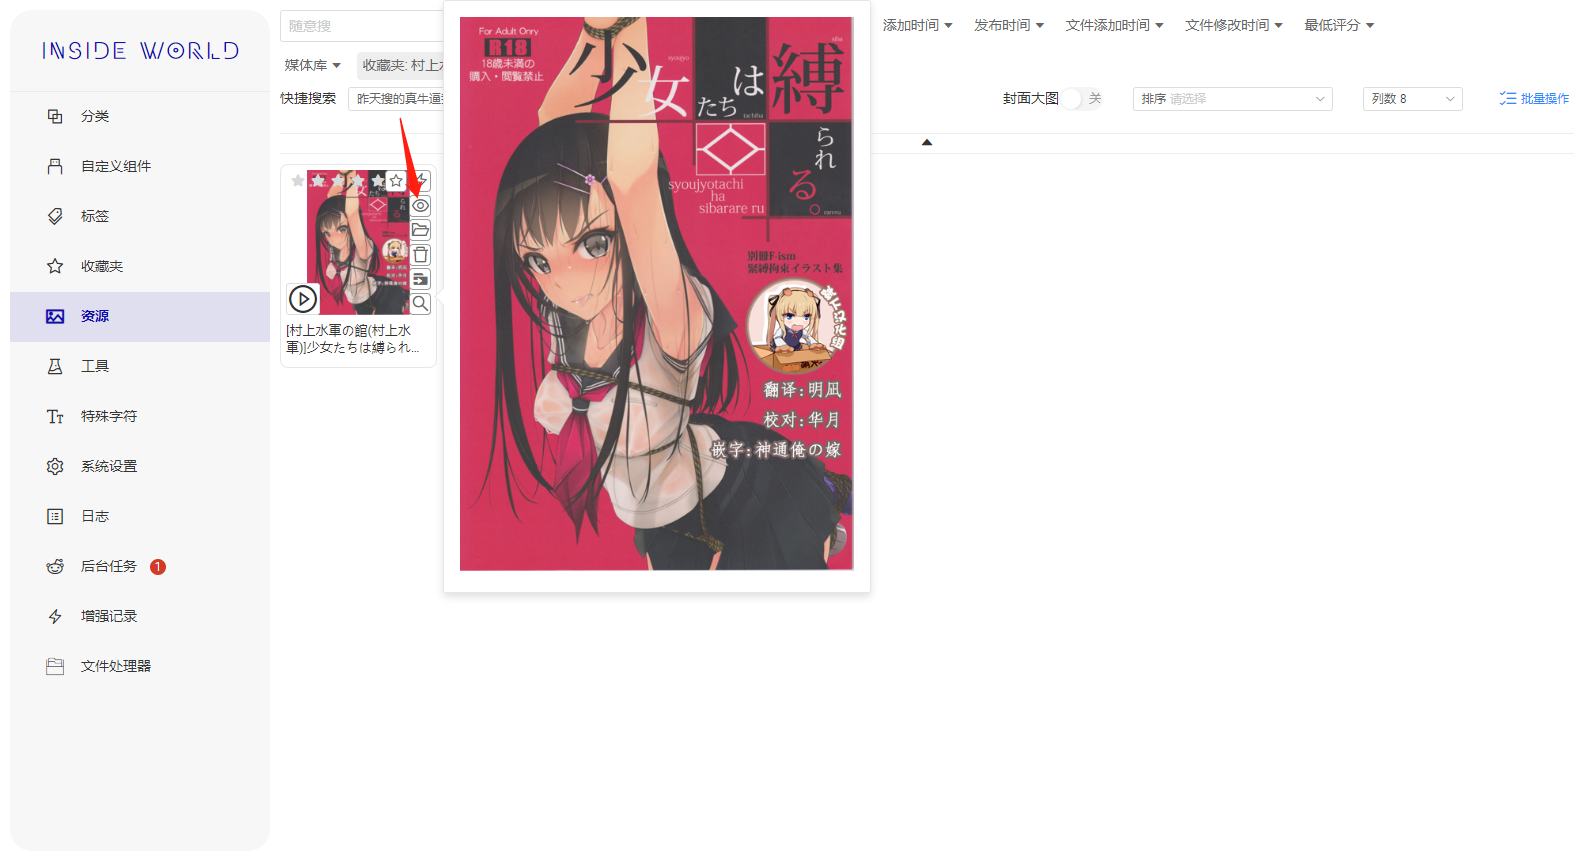 INSIDE WORLD
分类
自定义组件
标签
收藏夹
资源
工具
特殊字符
系统设置
日志
后台任务 1
增强记录
文件处理器
随意搜
添加时间
发布时间
文件添加时间
文件修改时间
最低评分
媒体库
收藏夹: 村上
快捷搜索
昨天搜的真牛逼
封面大图
关
排序 请选择
列数 8
批量操作
[村上水軍の館(村上水
軍)]少女たちは縛られ...
For Adult Onry
R18
18歳未満の
購入・閲覧禁止
少女たちは縛られる。
syoujyo
tachiha
siba
rareru
syoujyotachi
ha
sibarare ru
別冊F-ism
緊縛拘束イラスト集
翻译:明凪
校对:华月
嵌字:神通俺の嫁